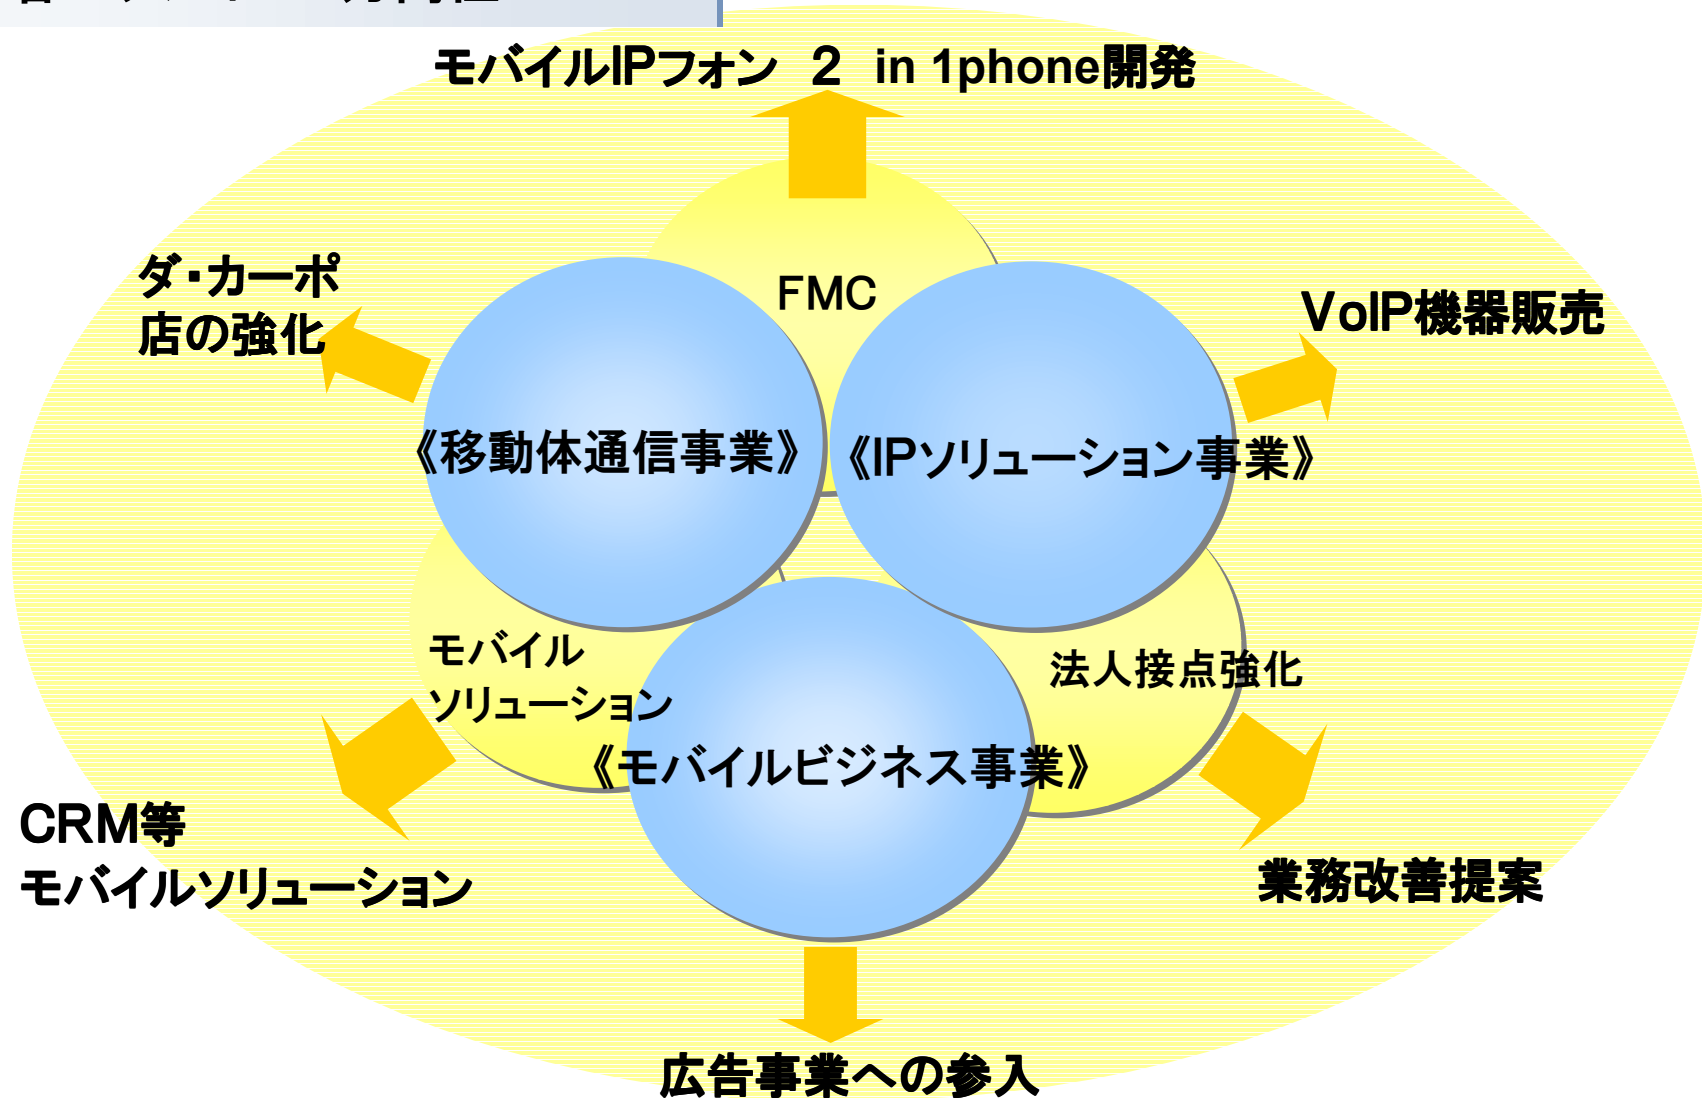 モバイルIPフォン　２　in 1phone開発
FMC
ダ・カーポ
店の強化
VoIP機器販売
《移動体通信事業》
《IPソリューション事業》
モバイル
ソリューション
法人接点強化
《モバイルビジネス事業》
CRM等
モバイルソリューション
業務改善提案
広告事業への参入